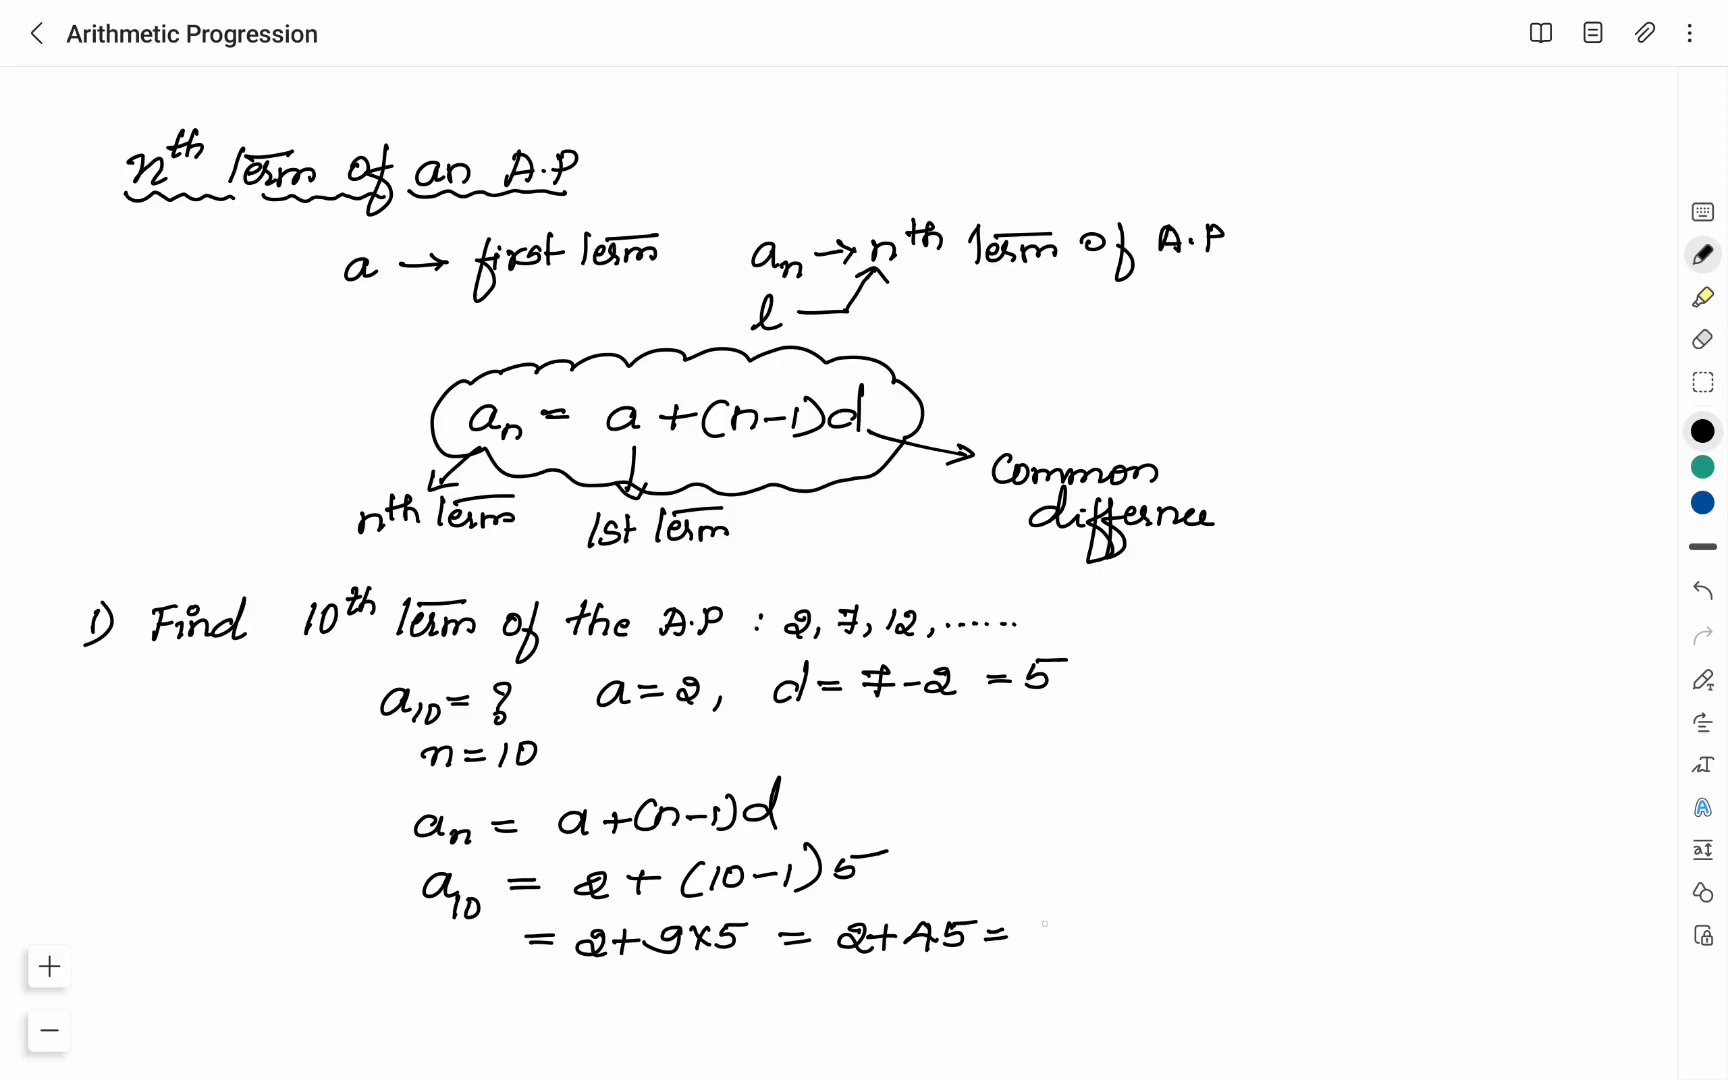 Arithmetic Progression
nth term of an A.P
a → first term    an → nth term of A.P
l
an = a + (n-1)d
common
nth term    1st term    differnce
1) Find 10th term of the A.P : 2, 7, 12, ......
a10 = ?    a = 2,    d = 7-2 = 5
n = 10
an = a + (n-1)d
a10 = 2 + (10-1) 5
= 2 + 9 x 5 = 2 + 45 =